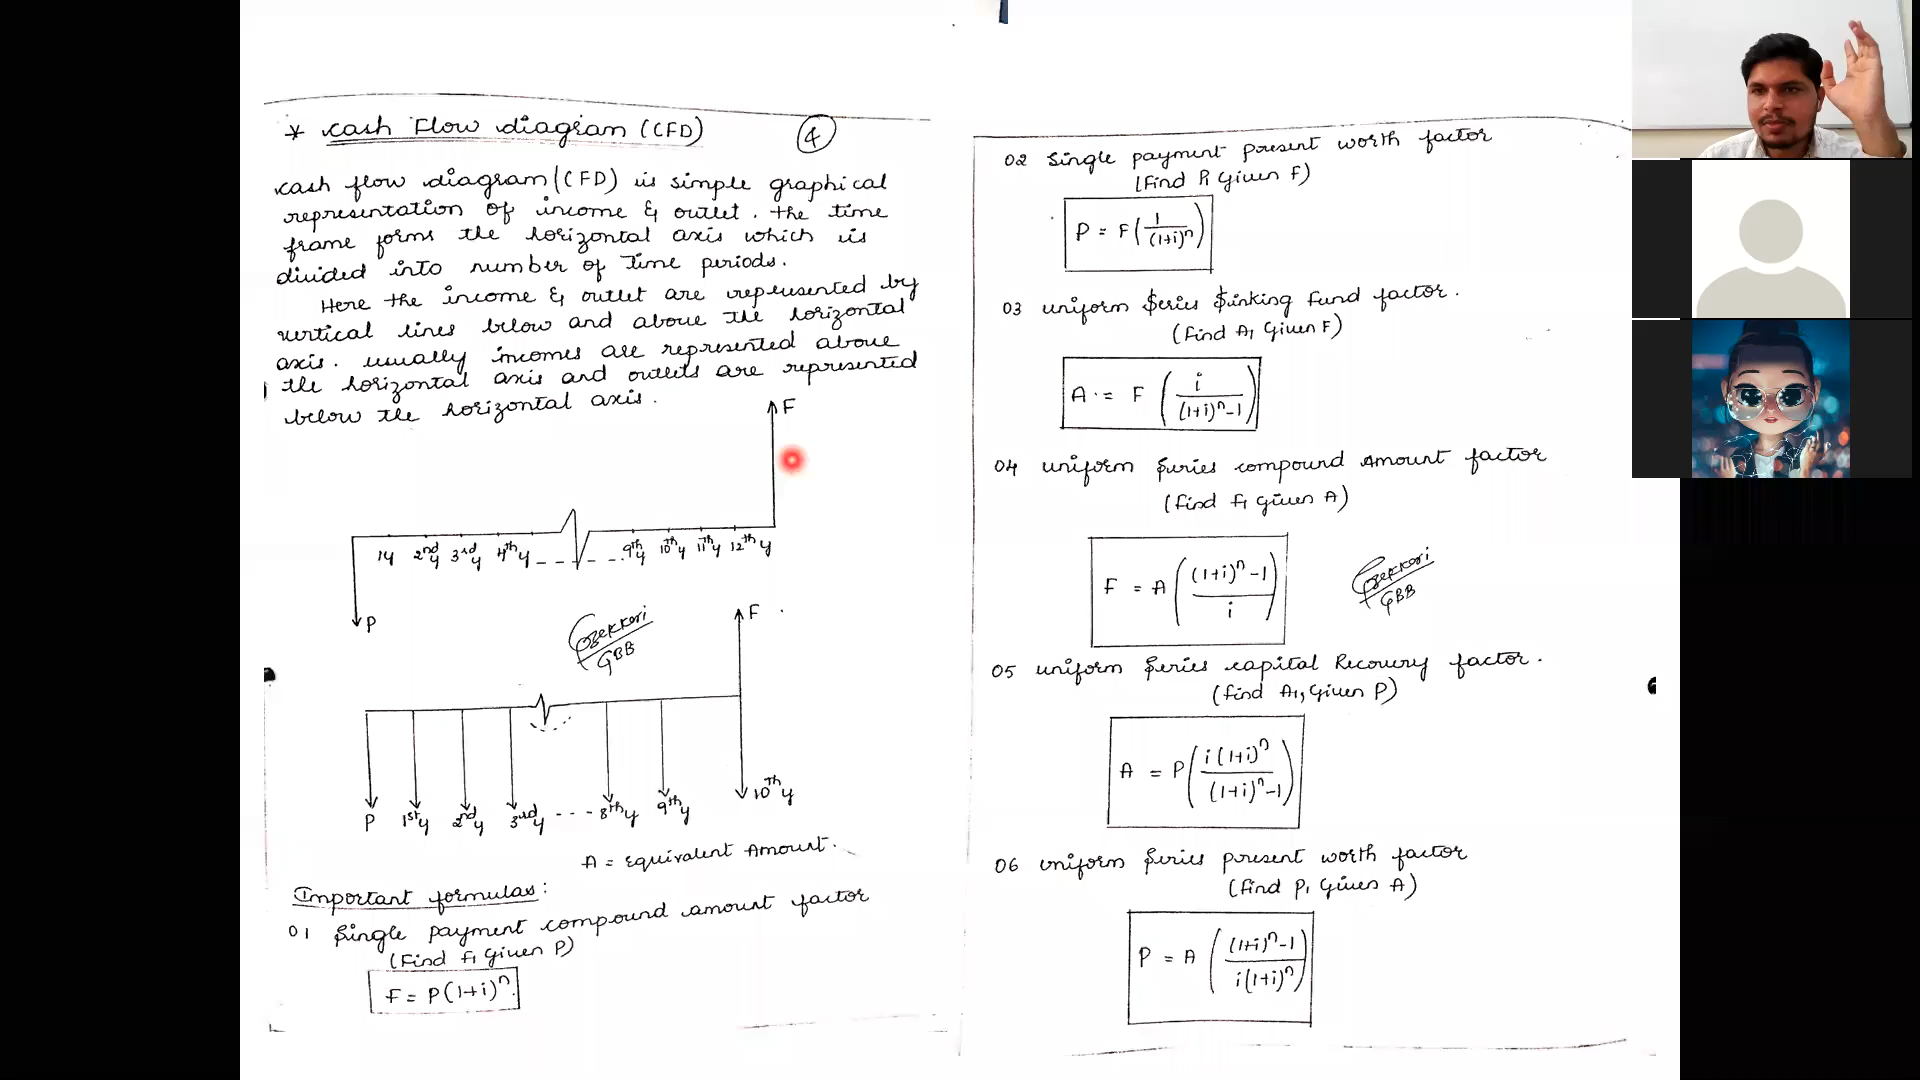 * Cash Flow diagram (CFD)
4
cash flow diagram (CFD) is simple graphical
representation of income & outlet. the time
frame forms the horizontal axis which is
divided into number of time periods.
Here the income & outlet are represented by
vertical lines below and above the horizontal
axis. usually incomes are represented above
the horizontal axis and outlets are represented
below the horizontal axis.
F
1y 2nd y 3rd y 4th y - - - - - - 9th y 10th y 11th y 12th y
P
GBB
F
P 1st y 2nd y 3rd y - - - 8th y 9th y 10th y
A = Equivalent Amount.
Important formulas:
01 Single payment compound amount factor
(Find F, Given P)
F = P(1+i)^n.
02 Single payment present worth factor
(Find P, Given F)
P = F(1/(1+i)^n)
03 uniform Series Sinking Fund factor.
(Find A, Given F)
A = F (i/((1+i)^n-1))
04 uniform Series compound Amount factor
(Find F, Given A)
F = A(((1+i)^n-1)/i)
GBB
05 uniform Series capital Recovery factor.
(Find A, Given P)
A = P(i(1+i)^n/((1+i)^n-1))
06 uniform Series present worth factor
(Find P, Given A)
P = A (((1+i)^n-1)/(i(1+i)^n))